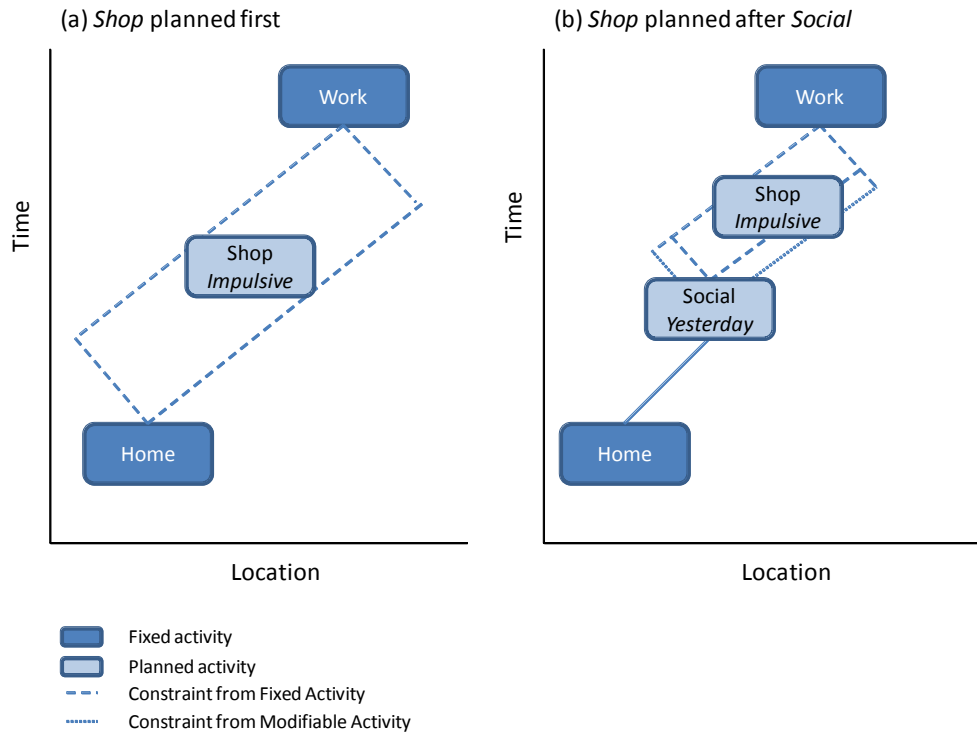 (a) Shop planned first
Work
Shop
Impulsive
Home
Time
Location
(b) Shop planned after Social
Work
Shop
Impulsive
Social
Yesterday
Home
Time
Location
Fixed activity
Planned activity
Constraint from Fixed Activity
Constraint from Modifiable Activity